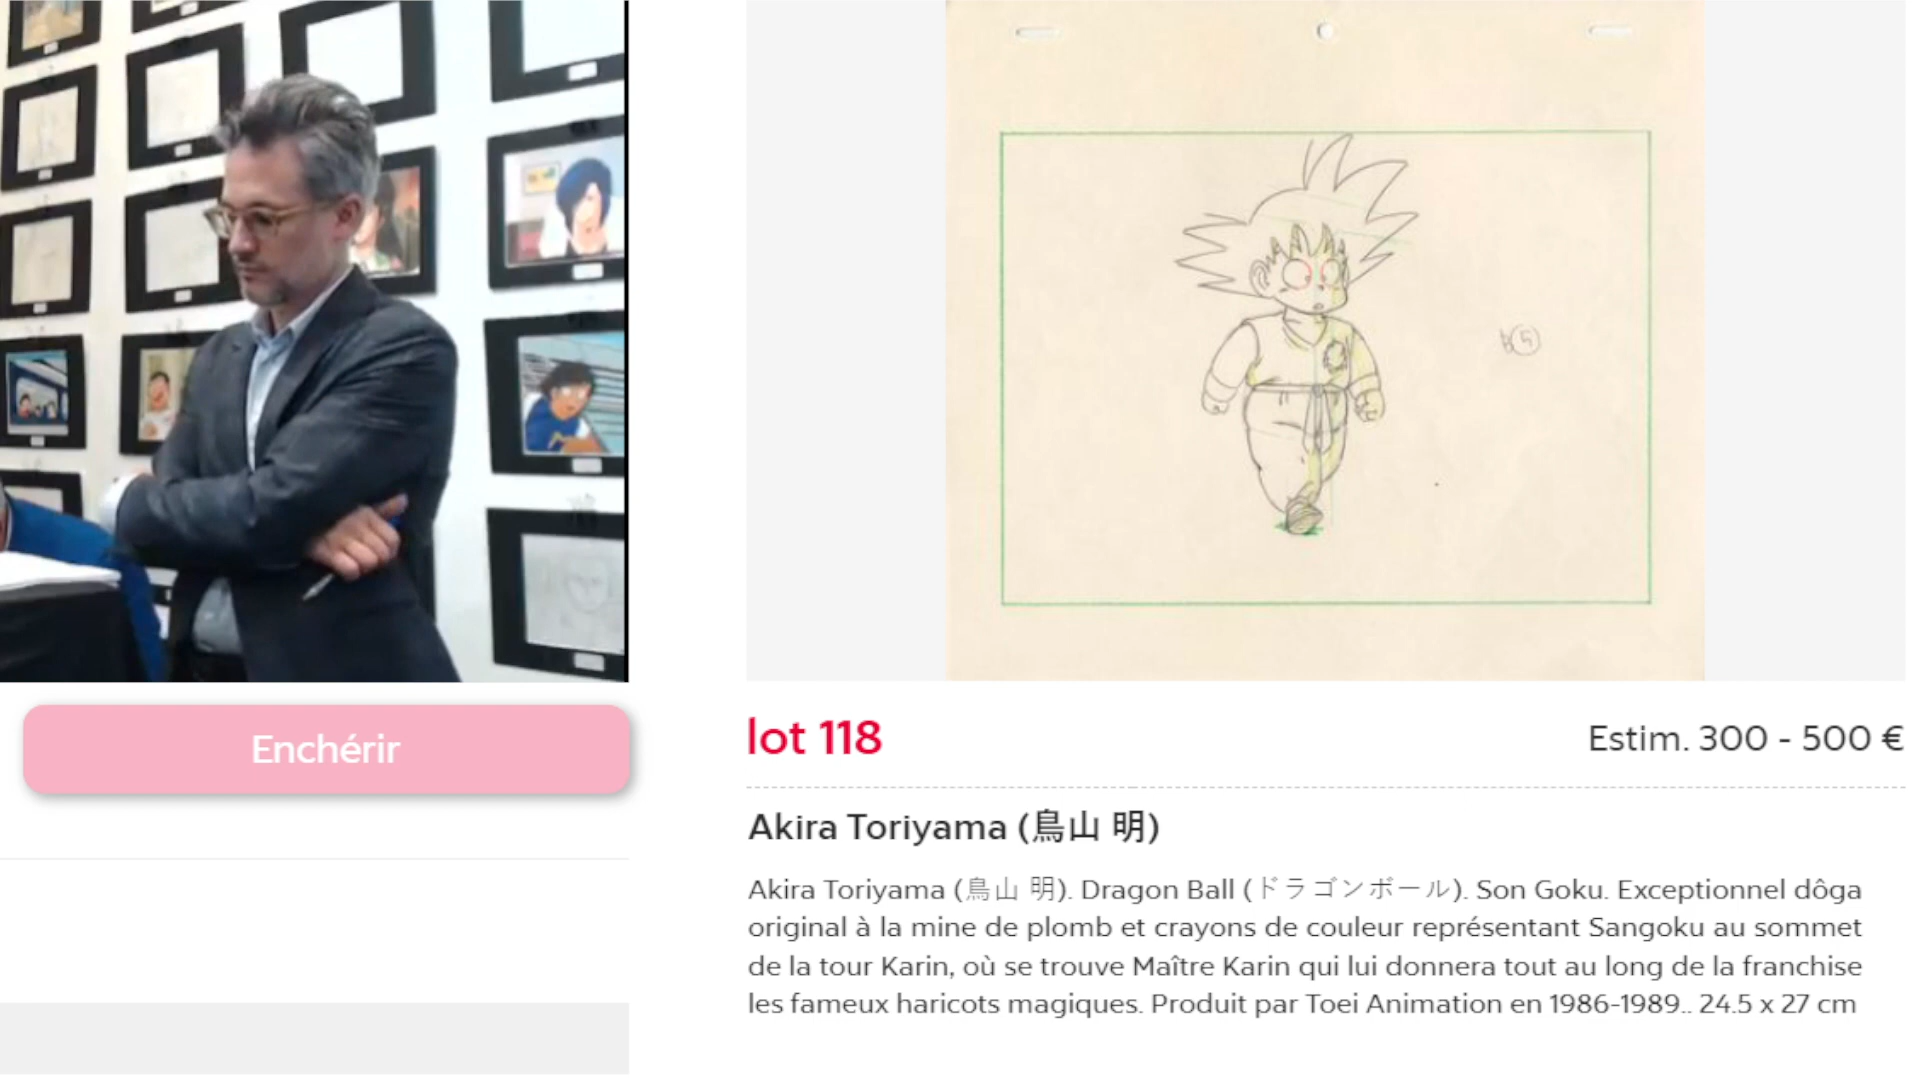 Enchérir
lot 118
Estim. 300 - 500 €
Akira Toriyama (鳥山 明)
Akira Toriyama (鳥山 明). Dragon Ball (ドラゴンボール). Son Goku. Exceptionnel dôga
original à la mine de plomb et crayons de couleur représentant Sangoku au sommet
de la tour Karin, où se trouve Maître Karin qui lui donnera tout au long de la franchise
les fameux haricots magiques. Produit par Toei Animation en 1986-1989.. 24.5 x 27 cm